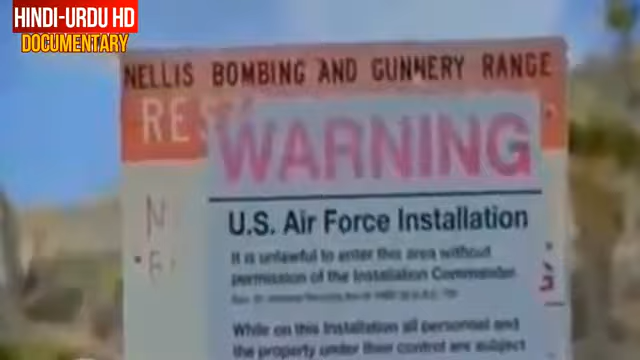 HINDI-URDU HD
DOCUMENTARY
NELLIS BOMBING AND GUNNERY RANGE
WARNING
U.S. Air Force Installation
It is unlawful to enter this area without
permission of the Installation Commander.
While on this Installation all personnel and
the property under their control are subject